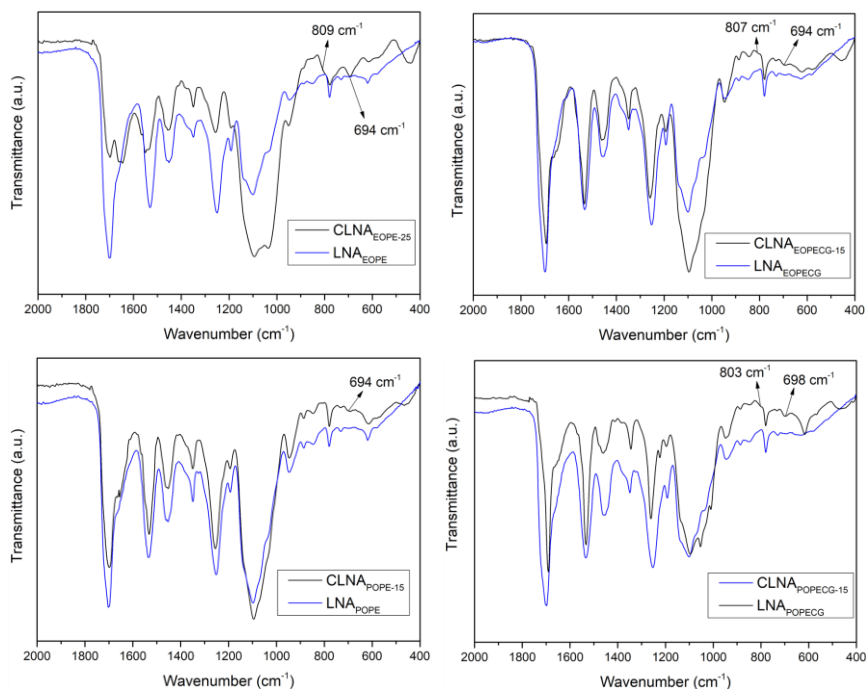 809 cm⁻¹
694 cm⁻¹
Transmittance (a.u.)
CLNA_EOPE-25
LNA_EOPE
2000 1800 1600 1400 1200 1000 800 600 400
Wavenumber (cm⁻¹)
807 cm⁻¹
694 cm⁻¹
Transmittance (a.u.)
CLNA_EOPECG-15
LNA_EOPECG
2000 1800 1600 1400 1200 1000 800 600 400
Wavenumber (cm⁻¹)
694 cm⁻¹
Transmittance (a.u.)
CLNA_POPE-15
LNA_POPE
2000 1800 1600 1400 1200 1000 800 600 400
Wavenumber (cm⁻¹)
803 cm⁻¹
698 cm⁻¹
Transmittance (a.u.)
CLNA_POPECG-15
LNA_POPECG
2000 1800 1600 1400 1200 1000 800 600 400
Wavenumber (cm⁻¹)